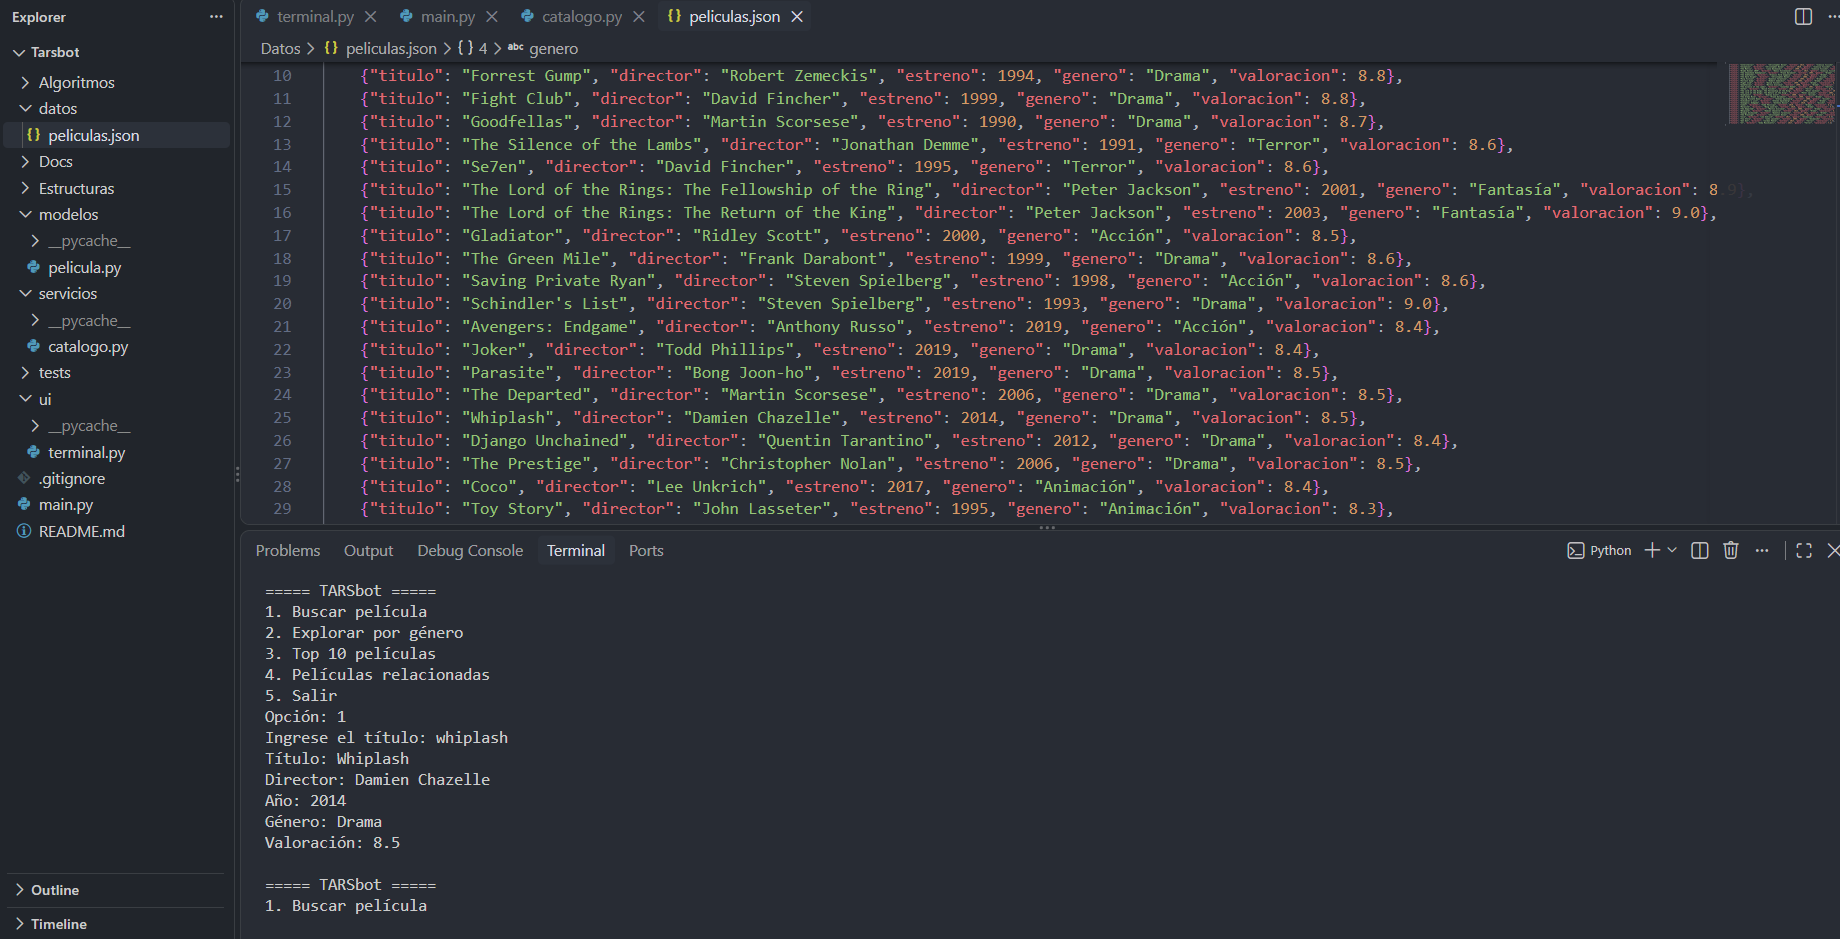 Explorer
Tarsbot
Algoritmos
datos
{} peliculas.json
Docs
Estructuras
modelos
__pycache__
pelicula.py
servicios
__pycache__
catalogo.py
tests
ui
__pycache__
terminal.py
.gitignore
main.py
README.md
Outline
Timeline
terminal.py main.py catalogo.py {} peliculas.json
Datos > {} peliculas.json > {} 4 > abc genero
10 {"titulo": "Forrest Gump", "director": "Robert Zemeckis", "estreno": 1994, "genero": "Drama", "valoracion": 8.8},
11 {"titulo": "Fight Club", "director": "David Fincher", "estreno": 1999, "genero": "Drama", "valoracion": 8.8},
12 {"titulo": "Goodfellas", "director": "Martin Scorsese", "estreno": 1990, "genero": "Drama", "valoracion": 8.7},
13 {"titulo": "The Silence of the Lambs", "director": "Jonathan Demme", "estreno": 1991, "genero": "Terror", "valoracion": 8.6},
14 {"titulo": "Se7en", "director": "David Fincher", "estreno": 1995, "genero": "Terror", "valoracion": 8.6},
15 {"titulo": "The Lord of the Rings: The Fellowship of the Ring", "director": "Peter Jackson", "estreno": 2001, "genero": "Fantasía", "valoracion": 8.9},
16 {"titulo": "The Lord of the Rings: The Return of the King", "director": "Peter Jackson", "estreno": 2003, "genero": "Fantasía", "valoracion": 9.0},
17 {"titulo": "Gladiator", "director": "Ridley Scott", "estreno": 2000, "genero": "Acción", "valoracion": 8.5},
18 {"titulo": "The Green Mile", "director": "Frank Darabont", "estreno": 1999, "genero": "Drama", "valoracion": 8.6},
19 {"titulo": "Saving Private Ryan", "director": "Steven Spielberg", "estreno": 1998, "genero": "Acción", "valoracion": 8.6},
20 {"titulo": "Schindler's List", "director": "Steven Spielberg", "estreno": 1993, "genero": "Drama", "valoracion": 9.0},
21 {"titulo": "Avengers: Endgame", "director": "Anthony Russo", "estreno": 2019, "genero": "Acción", "valoracion": 8.4},
22 {"titulo": "Joker", "director": "Todd Phillips", "estreno": 2019, "genero": "Drama", "valoracion": 8.4},
23 {"titulo": "Parasite", "director": "Bong Joon-ho", "estreno": 2019, "genero": "Drama", "valoracion": 8.5},
24 {"titulo": "The Departed", "director": "Martin Scorsese", "estreno": 2006, "genero": "Drama", "valoracion": 8.5},
25 {"titulo": "Whiplash", "director": "Damien Chazelle", "estreno": 2014, "genero": "Drama", "valoracion": 8.5},
26 {"titulo": "Django Unchained", "director": "Quentin Tarantino", "estreno": 2012, "genero": "Drama", "valoracion": 8.4},
27 {"titulo": "The Prestige", "director": "Christopher Nolan", "estreno": 2006, "genero": "Drama", "valoracion": 8.5},
28 {"titulo": "Coco", "director": "Lee Unkrich", "estreno": 2017, "genero": "Animación", "valoracion": 8.4},
29 {"titulo": "Toy Story", "director": "John Lasseter", "estreno": 1995, "genero": "Animación", "valoracion": 8.3},
Problems Output Debug Console Terminal Ports Python
===== TARSbot =====
1. Buscar película
2. Explorar por género
3. Top 10 películas
4. Películas relacionadas
5. Salir
Opción: 1
Ingrese el título: whiplash
Título: Whiplash
Director: Damien Chazelle
Año: 2014
Género: Drama
Valoración: 8.5
===== TARSbot =====
1. Buscar película